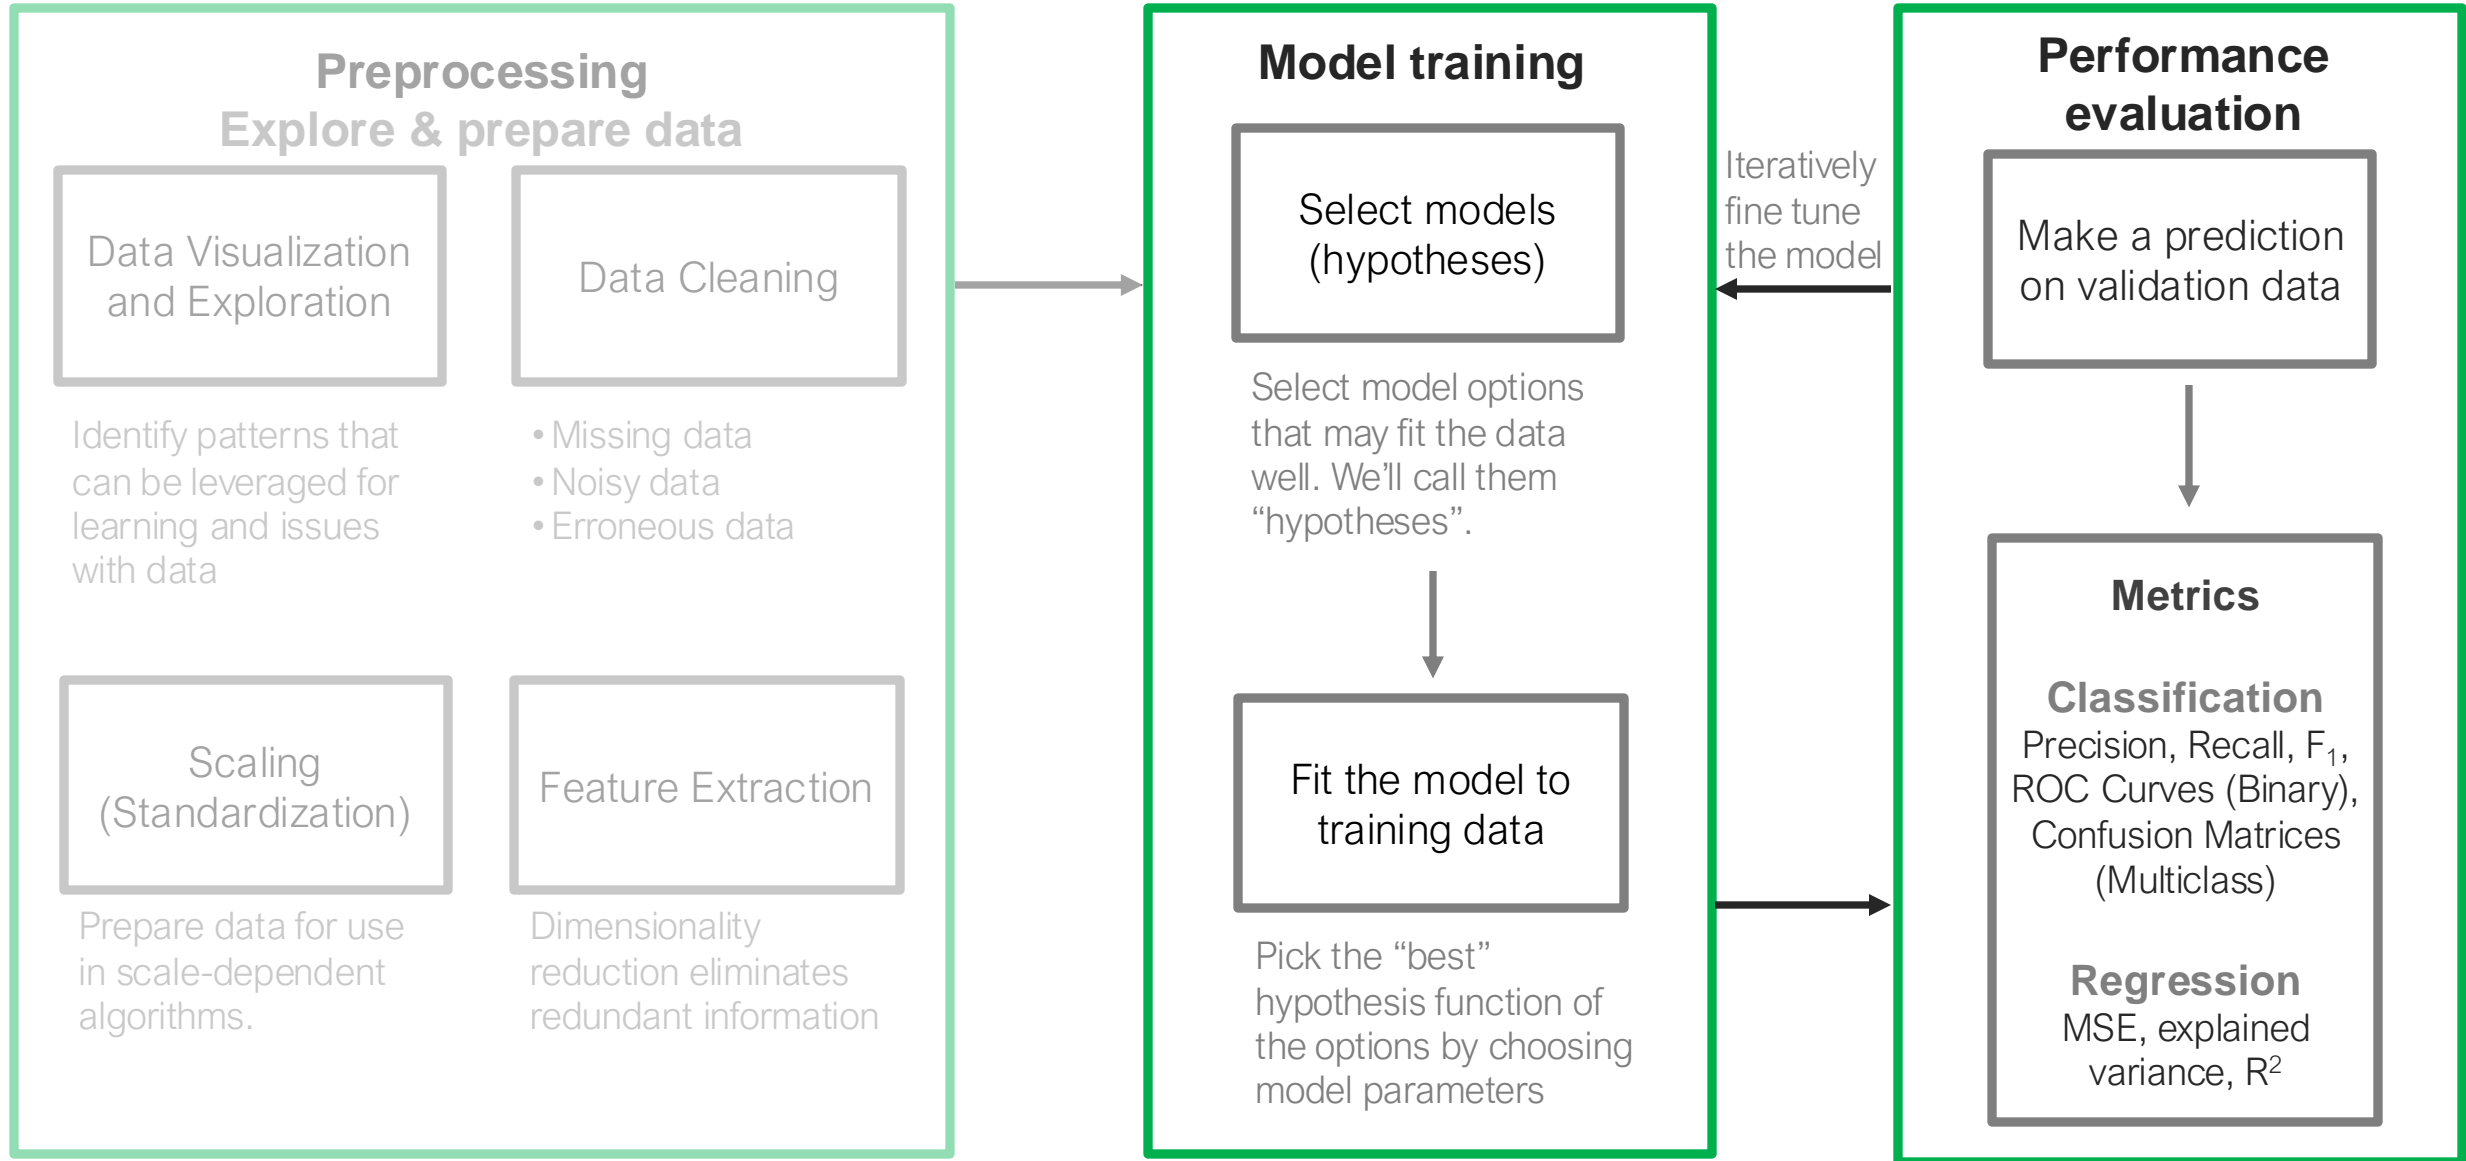 Preprocessing
Explore & prepare data
Data Visualization
and Exploration
Identify patterns that
can be leveraged for
learning and issues
with data
Data Cleaning
• Missing data
• Noisy data
• Erroneous data
Scaling
(Standardization)
Prepare data for use
in scale-dependent
algorithms.
Feature Extraction
Dimensionality
reduction eliminates
redundant information
Model training
Select models
(hypotheses)
Select model options
that may fit the data
well. We’ll call them
“hypotheses”.
Fit the model to
training data
Pick the “best”
hypothesis function of
the options by choosing
model parameters
Iteratively
fine tune
the model
Performance
evaluation
Make a prediction
on validation data
Metrics
Classification
Precision, Recall, F₁,
ROC Curves (Binary),
Confusion Matrices
(Multiclass)
Regression
MSE, explained
variance, R²